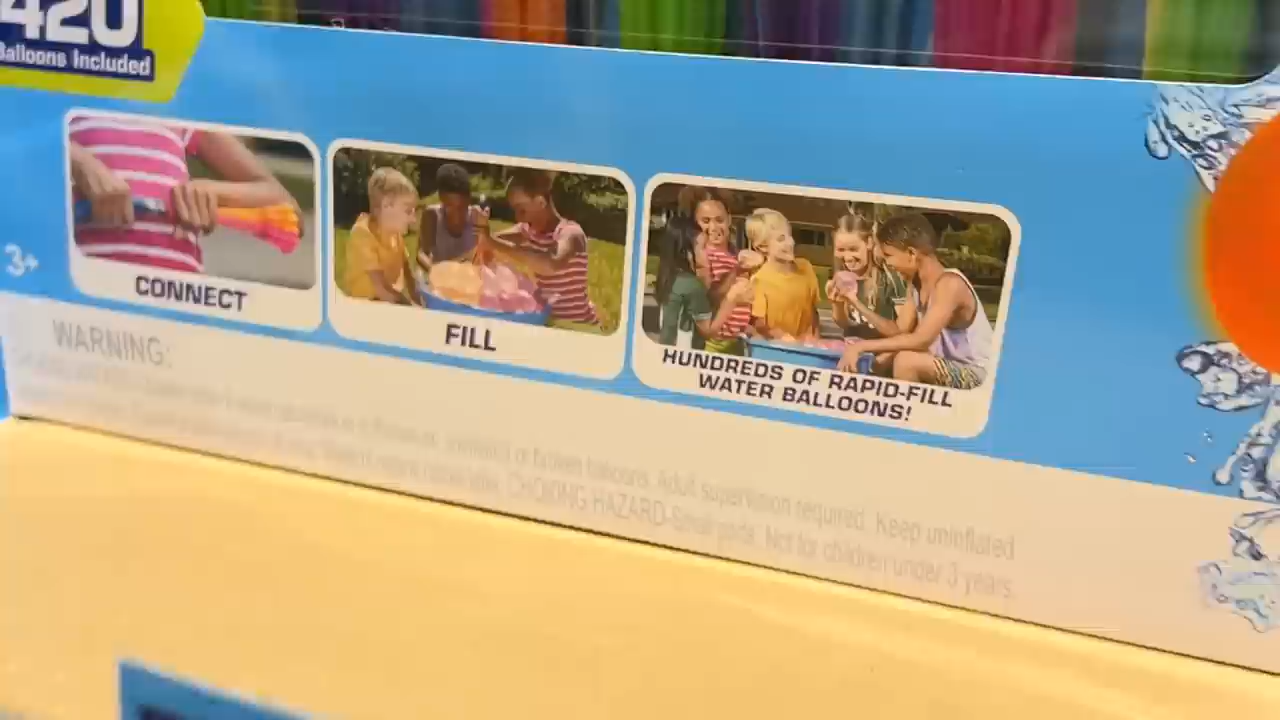 420
Balloons Included
3+
CONNECT
FILL
HUNDREDS OF RAPID-FILL
WATER BALLOONS!
WARNING:
or broken balloons. Adult supervision required. Keep uninflated
CHOKING HAZARD-Small parts. Not for children under 3 years.